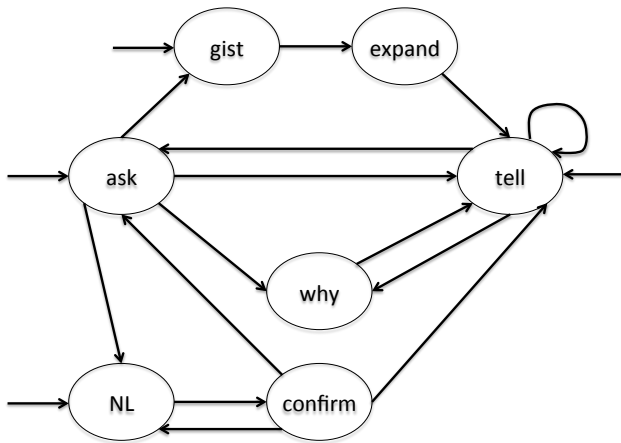 gist
expand
ask
tell
why
NL
confirm